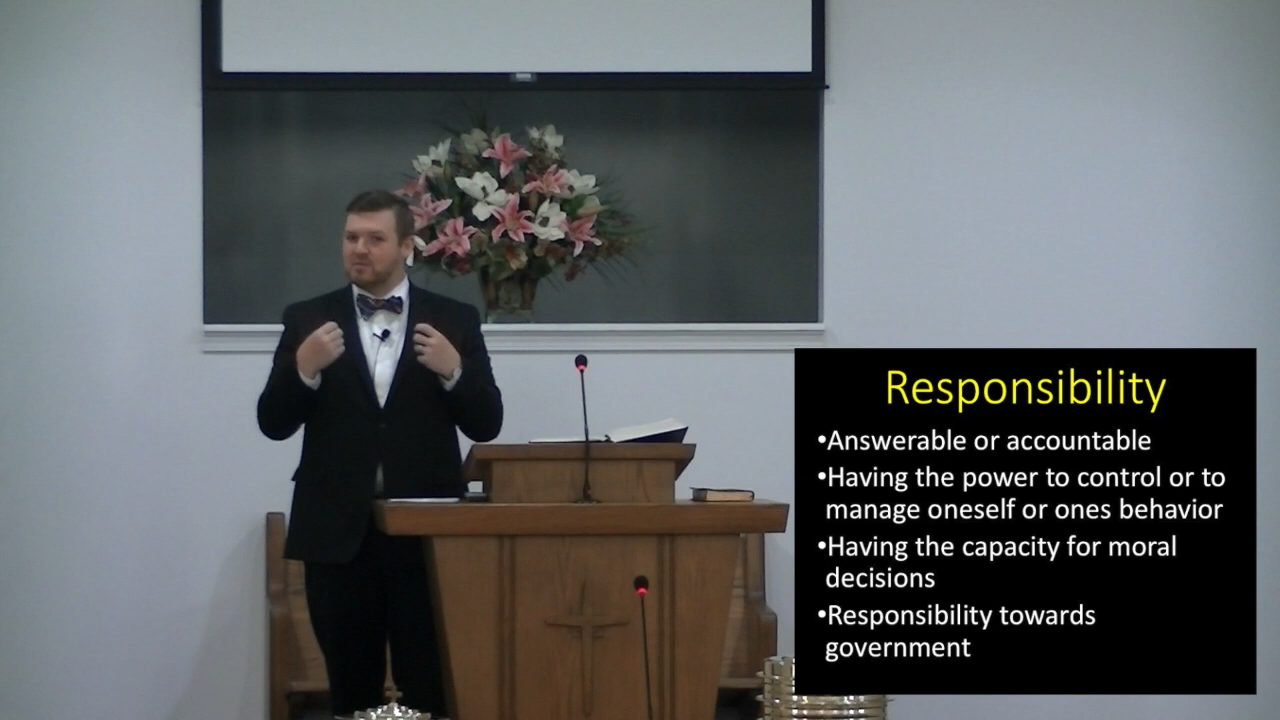 Responsibility
•Answerable or accountable
•Having the power to control or to
manage oneself or ones behavior
•Having the capacity for moral
decisions
•Responsibility towards
government